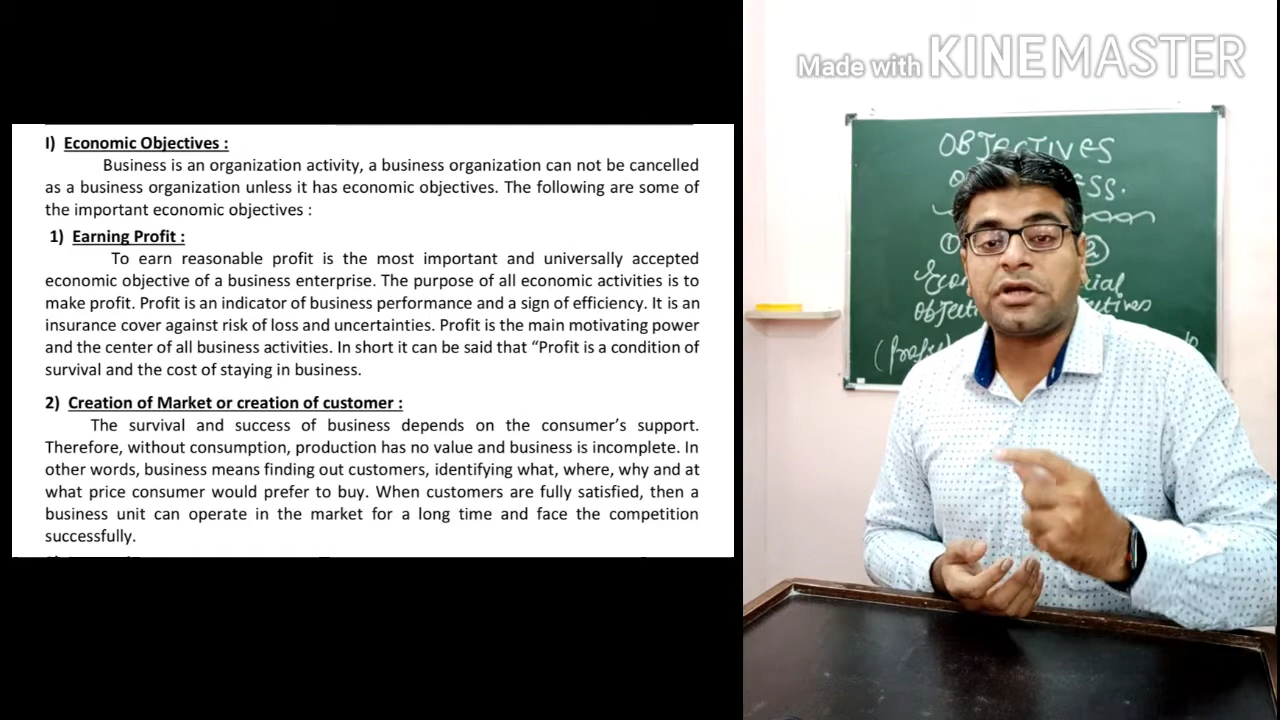 I) Economic Objectives :
Business is an organization activity, a business organization can not be cancelled
as a business organization unless it has economic objectives. The following are some of
the important economic objectives :
1) Earning Profit :
To earn reasonable profit is the most important and universally accepted
economic objective of a business enterprise. The purpose of all economic activities is to
make profit. Profit is an indicator of business performance and a sign of efficiency. It is an
insurance cover against risk of loss and uncertainties. Profit is the main motivating power
and the center of all business activities. In short it can be said that “Profit is a condition of
survival and the cost of staying in business.
2) Creation of Market or creation of customer :
The survival and success of business depends on the consumer’s support.
Therefore, without consumption, production has no value and business is incomplete. In
other words, business means finding out customers, identifying what, where, why and at
what price consumer would prefer to buy. When customers are fully satisfied, then a
business unit can operate in the market for a long time and face the competition
successfully.
Made with KINEMASTER
OBJECTIVES